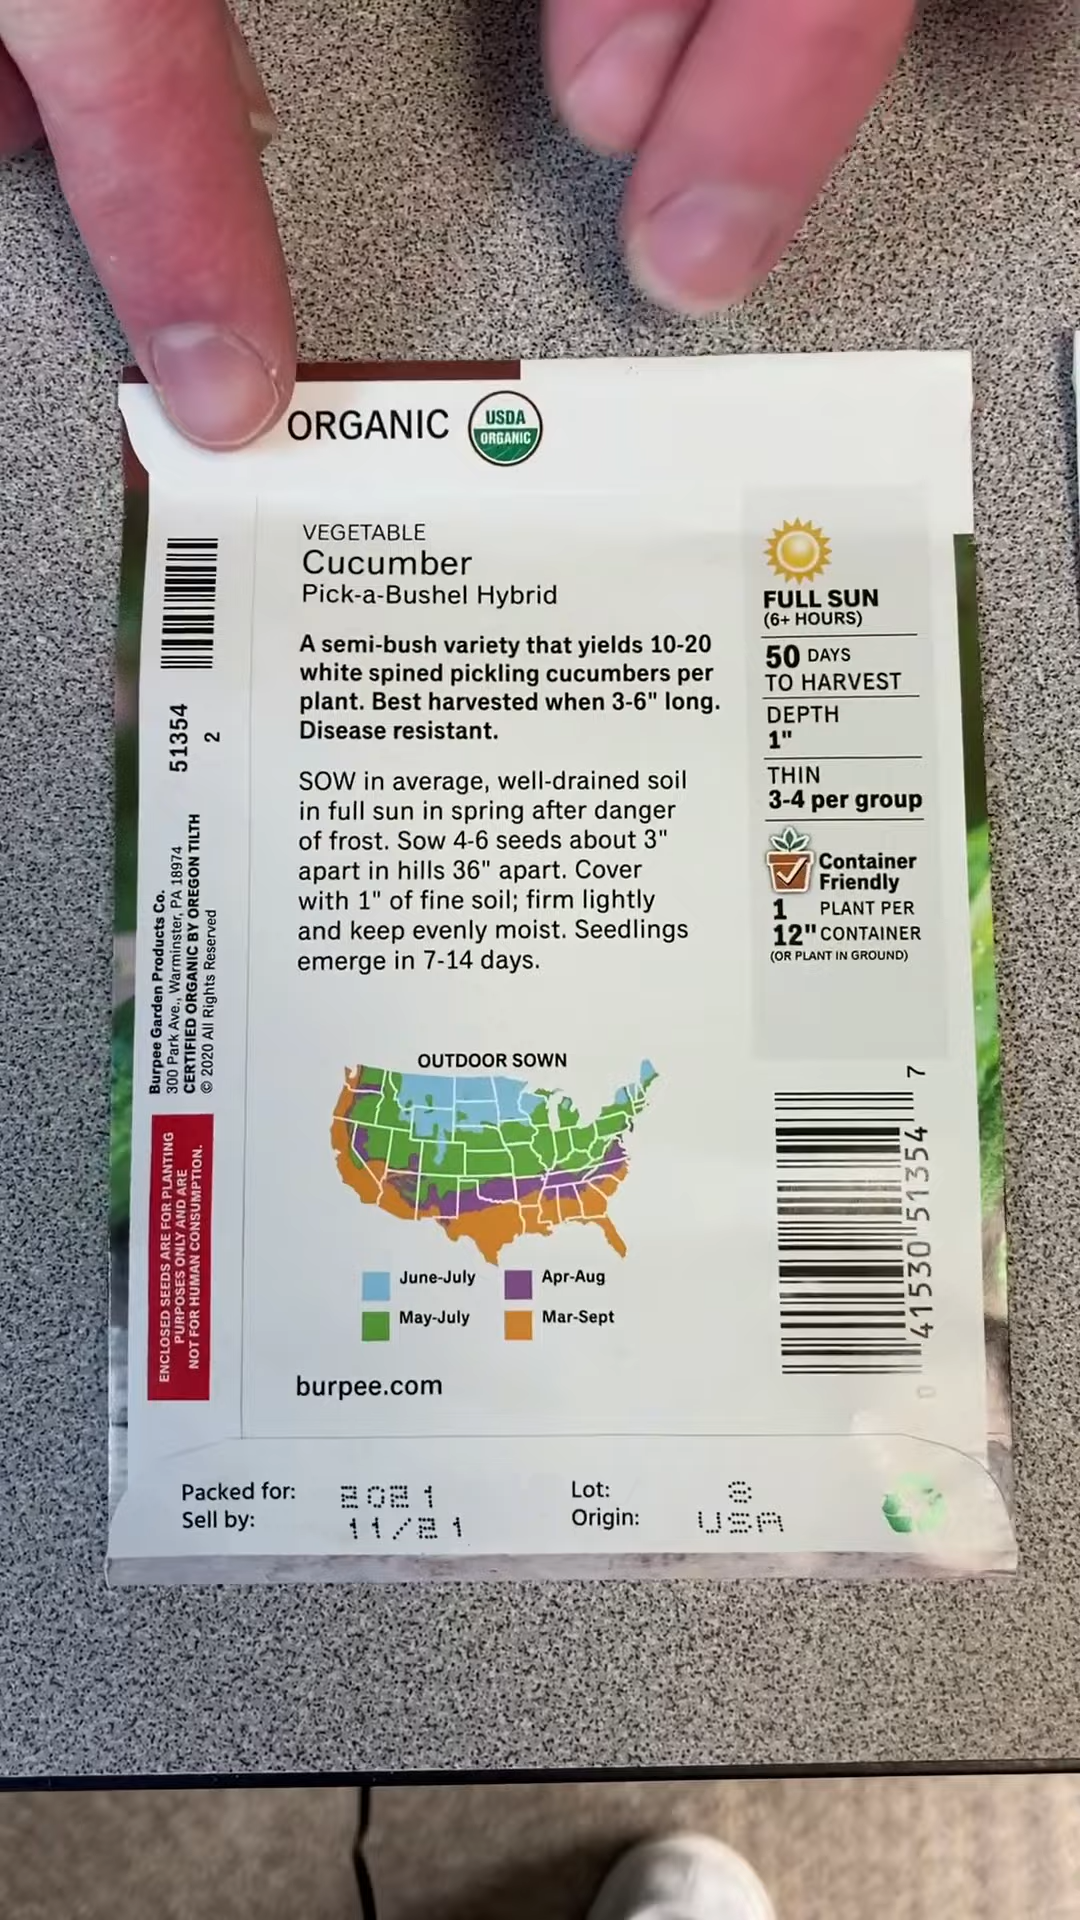 ORGANIC
USDA
ORGANIC
VEGETABLE
Cucumber
Pick-a-Bushel Hybrid
A semi-bush variety that yields 10-20
white spined pickling cucumbers per
plant. Best harvested when 3-6" long.
Disease resistant.
SOW in average, well-drained soil
in full sun in spring after danger
of frost. Sow 4-6 seeds about 3"
apart in hills 36" apart. Cover
with 1" of fine soil; firm lightly
and keep evenly moist. Seedlings
emerge in 7-14 days.
FULL SUN
(6+ HOURS)
50 DAYS
TO HARVEST
DEPTH
1"
THIN
3-4 per group
Container
Friendly
1 PLANT PER
12" CONTAINER
(OR PLANT IN GROUND)
51354
2
Burpee Garden Products Co.
300 Park Ave., Warminster, PA 18974
CERTIFIED ORGANIC BY OREGON TILTH
© 2020 All Rights Reserved
ENCLOSED SEEDS ARE FOR PLANTING
PURPOSES ONLY AND ARE
NOT FOR HUMAN CONSUMPTION.
OUTDOOR SOWN
June-July
Apr-Aug
May-July
Mar-Sept
burpee.com
0 41530 51354 7
Packed for: 2021
Sell by: 11/21
Lot: 8
Origin: USA